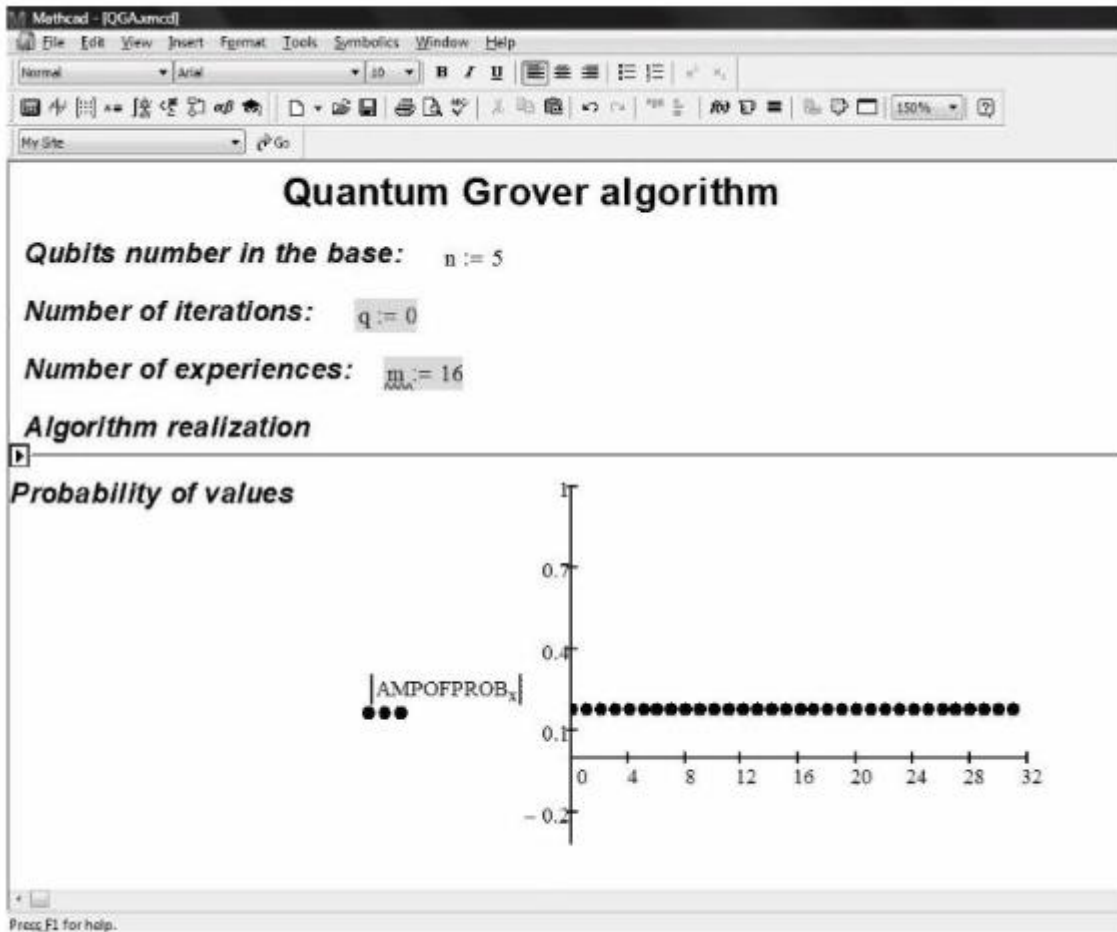 Mathcad - [QGA.xmcd]
File Edit View Insert Format Tools Symbolics Window Help
Normal Arial 10 B I U
150%
My Site Go
Quantum Grover algorithm
Qubits number in the base: n := 5
Number of iterations: q := 0
Number of experiences: m := 16
Algorithm realization
Probability of values
1
0.7
0.4
|AMPOFPROBx|
0.1
0 4 8 12 16 20 24 28 32
− 0.2
Press F1 for help.